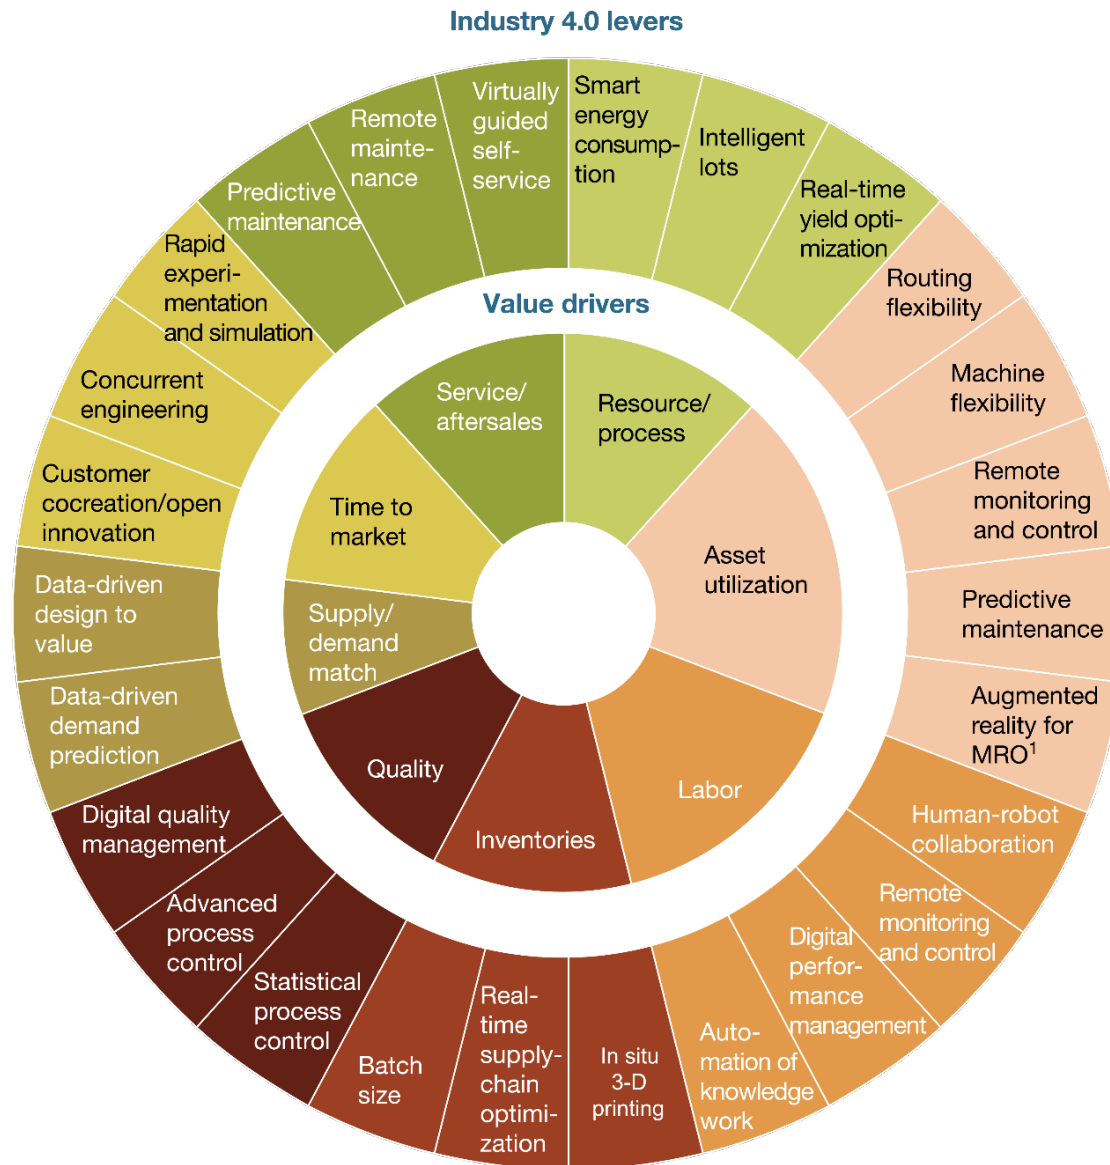 Industry 4.0 levers
Smart
energy
consump-
tion
Intelligent
lots
Real-time
yield opti-
mization
Routing
flexibility
Machine
flexibility
Remote
monitoring
and control
Predictive
maintenance
Augmented
reality for
MRO1
Human-robot
collaboration
Remote
monitoring
and control
Digital
perfor-
mance
management
Auto-
mation of
knowledge
work
In situ
3-D
printing
Real-
time
supply-
chain
optimi-
zation
Batch
size
Statistical
process
control
Advanced
process
control
Digital quality
management
Data-driven
demand
prediction
Data-driven
design to
value
Customer
cocreation/open
innovation
Concurrent
engineering
Rapid
experi-
mentation
and simulation
Predictive
maintenance
Remote
mainte-
nance
Virtually
guided
self-
service
Value drivers
Resource/
process
Asset
utilization
Labor
Inventories
Quality
Supply/
demand
match
Time to
market
Service/
aftersales